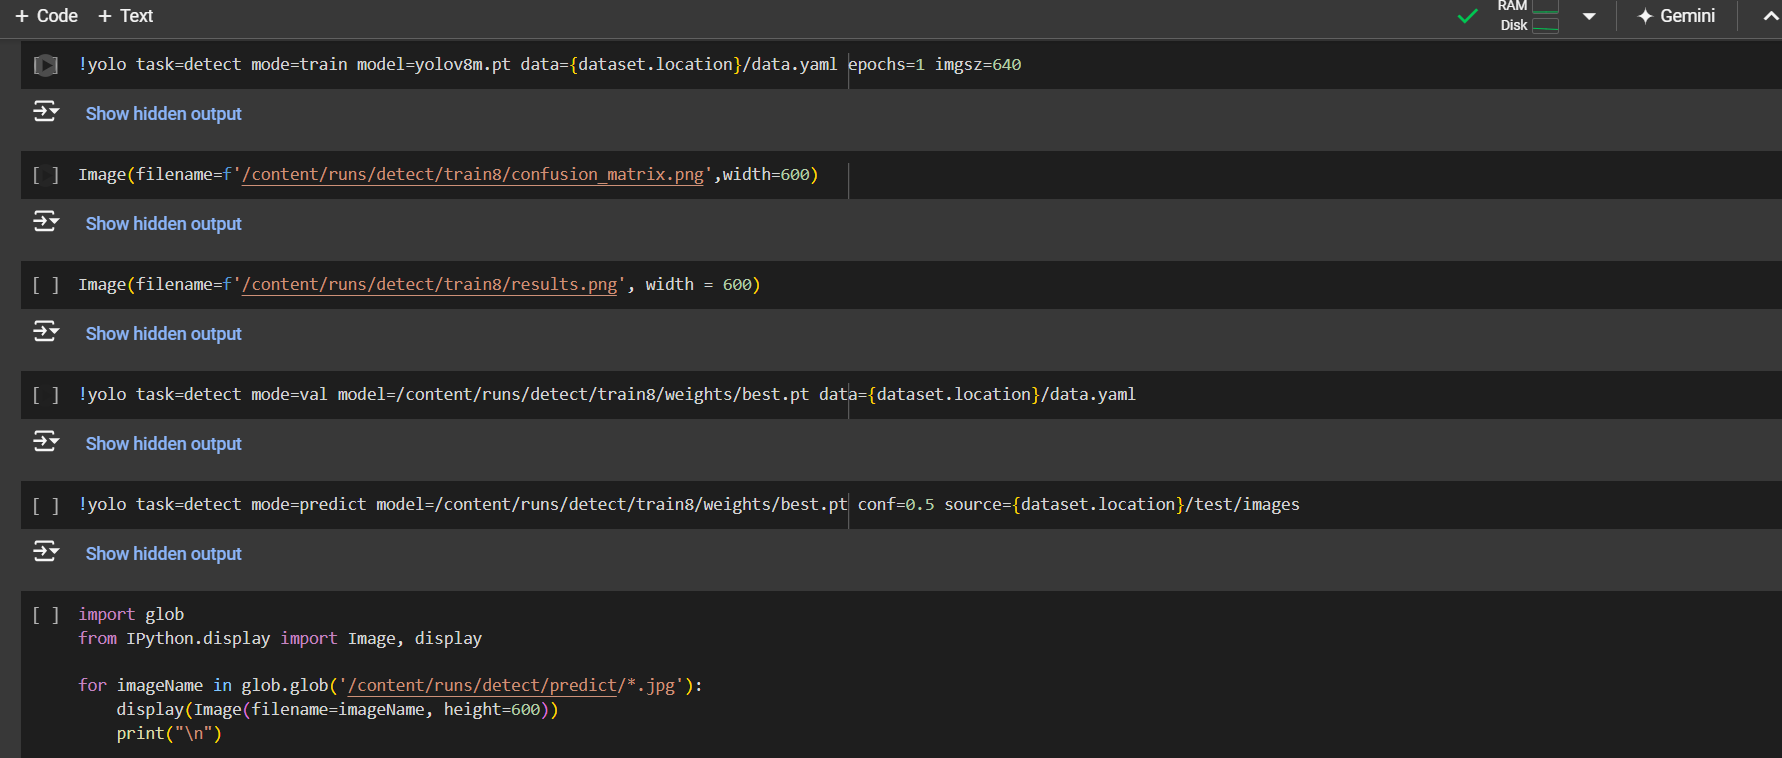 + Code + Text
RAM
Disk
Gemini
!yolo task=detect mode=train model=yolov8m.pt data={dataset.location}/data.yaml epochs=1 imgsz=640
Show hidden output
[ ] Image(filename=f'/content/runs/detect/train8/confusion_matrix.png',width=600)
Show hidden output
[ ] Image(filename=f'/content/runs/detect/train8/results.png', width = 600)
Show hidden output
[ ] !yolo task=detect mode=val model=/content/runs/detect/train8/weights/best.pt data={dataset.location}/data.yaml
Show hidden output
[ ] !yolo task=detect mode=predict model=/content/runs/detect/train8/weights/best.pt conf=0.5 source={dataset.location}/test/images
Show hidden output
[ ] import glob
from IPython.display import Image, display
for imageName in glob.glob('/content/runs/detect/predict/*.jpg'):
    display(Image(filename=imageName, height=600))
    print("\n")